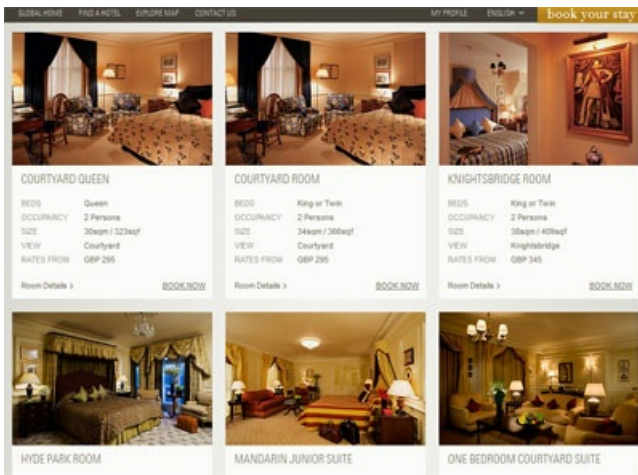 GLOBAL HOME FIND A HOTEL EXPLORE MAP CONTACT US MY PROFILE ENGLISH book your stay
COURTYARD QUEEN
BEDS Queen
OCCUPANCY 2 Persons
SIZE 30sqm / 323sqf
VIEW Courtyard
RATES FROM GBP 295
Room Details > BOOK NOW
COURTYARD ROOM
BEDS King or Twin
OCCUPANCY 2 Persons
SIZE 34sqm / 366sqf
VIEW Courtyard
RATES FROM GBP 295
Room Details > BOOK NOW
KNIGHTSBRIDGE ROOM
BEDS King or Twin
OCCUPANCY 2 Persons
SIZE 38sqm / 409sqf
VIEW Knightsbridge
RATES FROM GBP 345
Room Details > BOOK NOW
HYDE PARK ROOM
MANDARIN JUNIOR SUITE
ONE BEDROOM COURTYARD SUITE